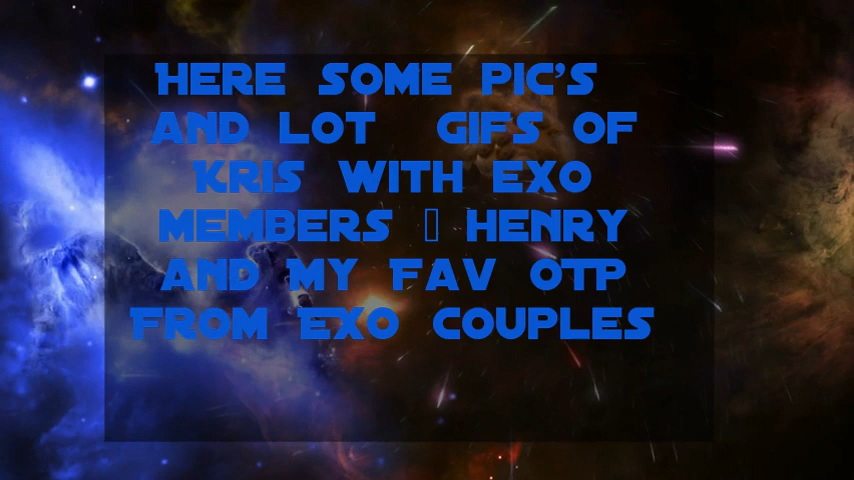 Here Some pic's
and lot gifs of
Kris with exo
members ▯ Henry
and My Fav OTP
From Exo couples